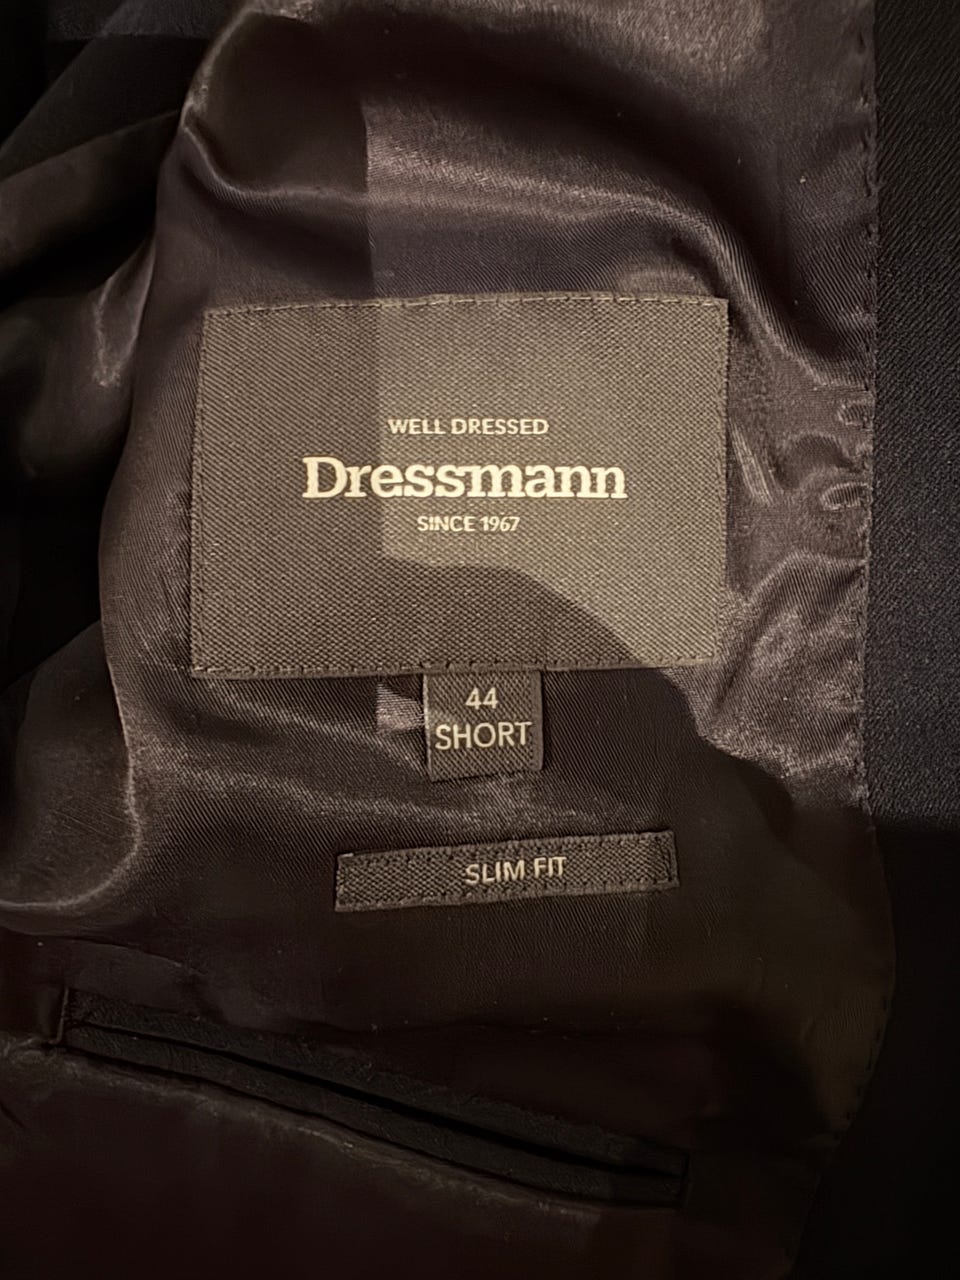 WELL DRESSED
Dressmann
SINCE 1967
44
SHORT
SLIM FIT